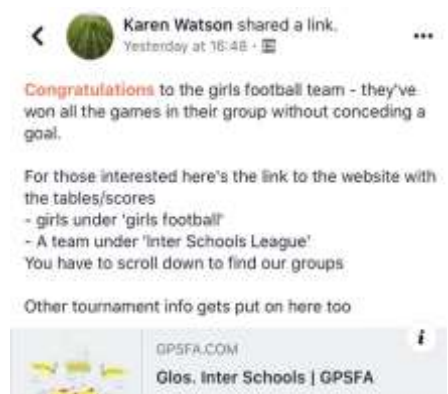 Karen Watson shared a link.
Yesterday at 16:48 ·
Congratulations to the girls football team - they've
won all the games in their group without conceding a
goal.
For those interested here's the link to the website with
the tables/scores
- girls under 'girls football'
- A team under 'Inter Schools League'
You have to scroll down to find our groups
Other tournament info gets put on here too
i
GPSFA.COM
Glos. Inter Schools | GPSFA